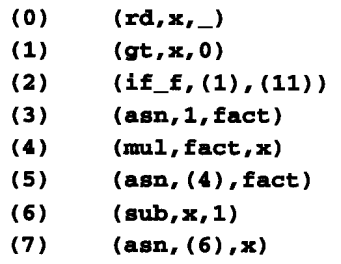 (0) (rd,x,_)
(1) (gt,x,0)
(2) (if_f,(1),(11))
(3) (asn,1,fact)
(4) (mul,fact,x)
(5) (asn,(4),fact)
(6) (sub,x,1)
(7) (asn,(6),x)